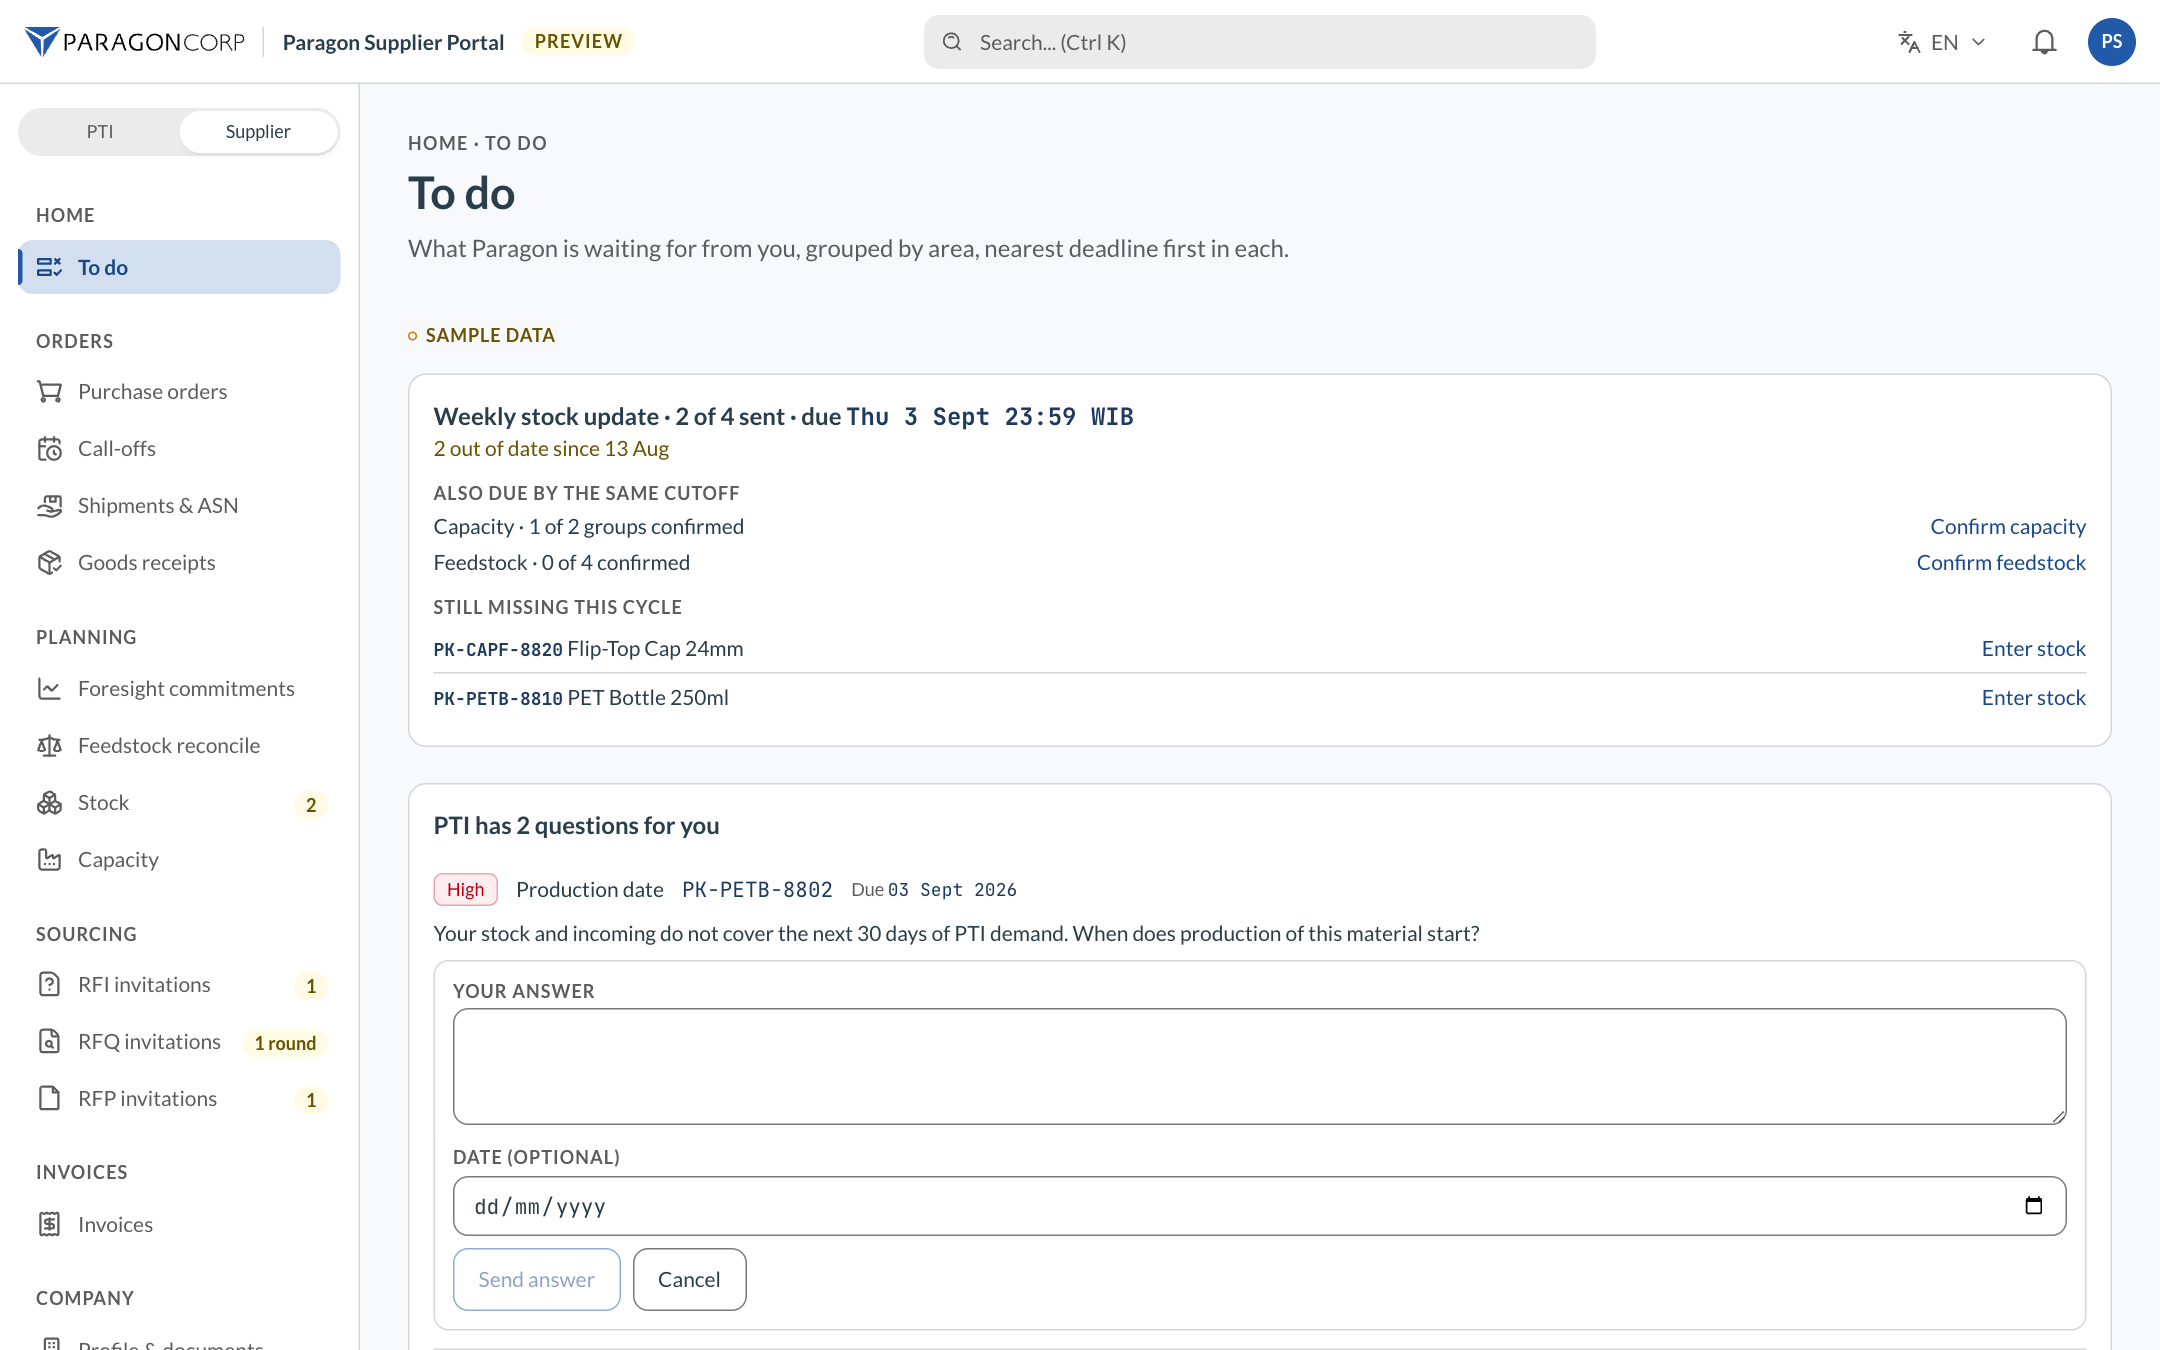 PARAGONCORP
Paragon Supplier Portal
PREVIEW
Search... (Ctrl K)
EN
PS
PTI
Supplier
HOME
To do
ORDERS
Purchase orders
Call-offs
Shipments & ASN
Goods receipts
PLANNING
Foresight commitments
Feedstock reconcile
Stock 2
Capacity
SOURCING
RFI invitations 1
RFQ invitations 1 round
RFP invitations 1
INVOICES
Invoices
COMPANY
Profile & documents
HOME · TO DO
To do
What Paragon is waiting for from you, grouped by area, nearest deadline first in each.
SAMPLE DATA
Weekly stock update · 2 of 4 sent · due Thu 3 Sept 23:59 WIB
2 out of date since 13 Aug
ALSO DUE BY THE SAME CUTOFF
Capacity · 1 of 2 groups confirmed Confirm capacity
Feedstock · 0 of 4 confirmed Confirm feedstock
STILL MISSING THIS CYCLE
PK-CAPF-8820 Flip-Top Cap 24mm Enter stock
PK-PETB-8810 PET Bottle 250ml Enter stock
PTI has 2 questions for you
High Production date PK-PETB-8802 Due 03 Sept 2026
Your stock and incoming do not cover the next 30 days of PTI demand. When does production of this material start?
YOUR ANSWER
DATE (OPTIONAL)
dd/mm/yyyy
Send answer Cancel